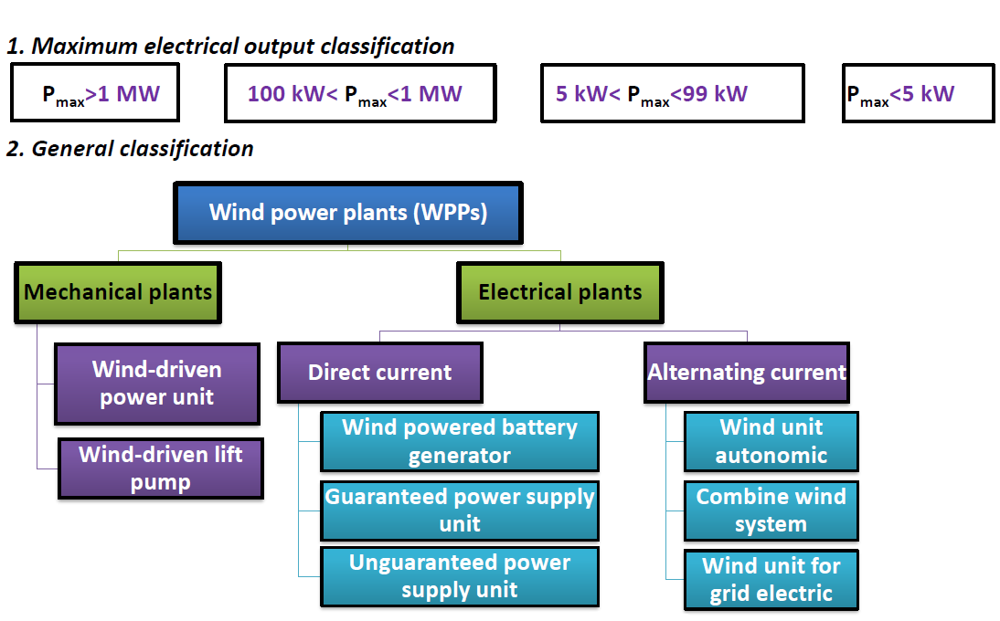 1. Maximum electrical output classification
Pmax>1 MW
100 kW< Pmax<1 MW
5 kW< Pmax<99 kW
Pmax<5 kW
2. General classification
Wind power plants (WPPs)
Mechanical plants
Electrical plants
Wind-driven
power unit
Wind-driven lift
pump
Direct current
Wind powered battery
generator
Guaranteed power supply
unit
Unguaranteed power
supply unit
Alternating current
Wind unit
autonomic
Combine wind
system
Wind unit for
grid electric